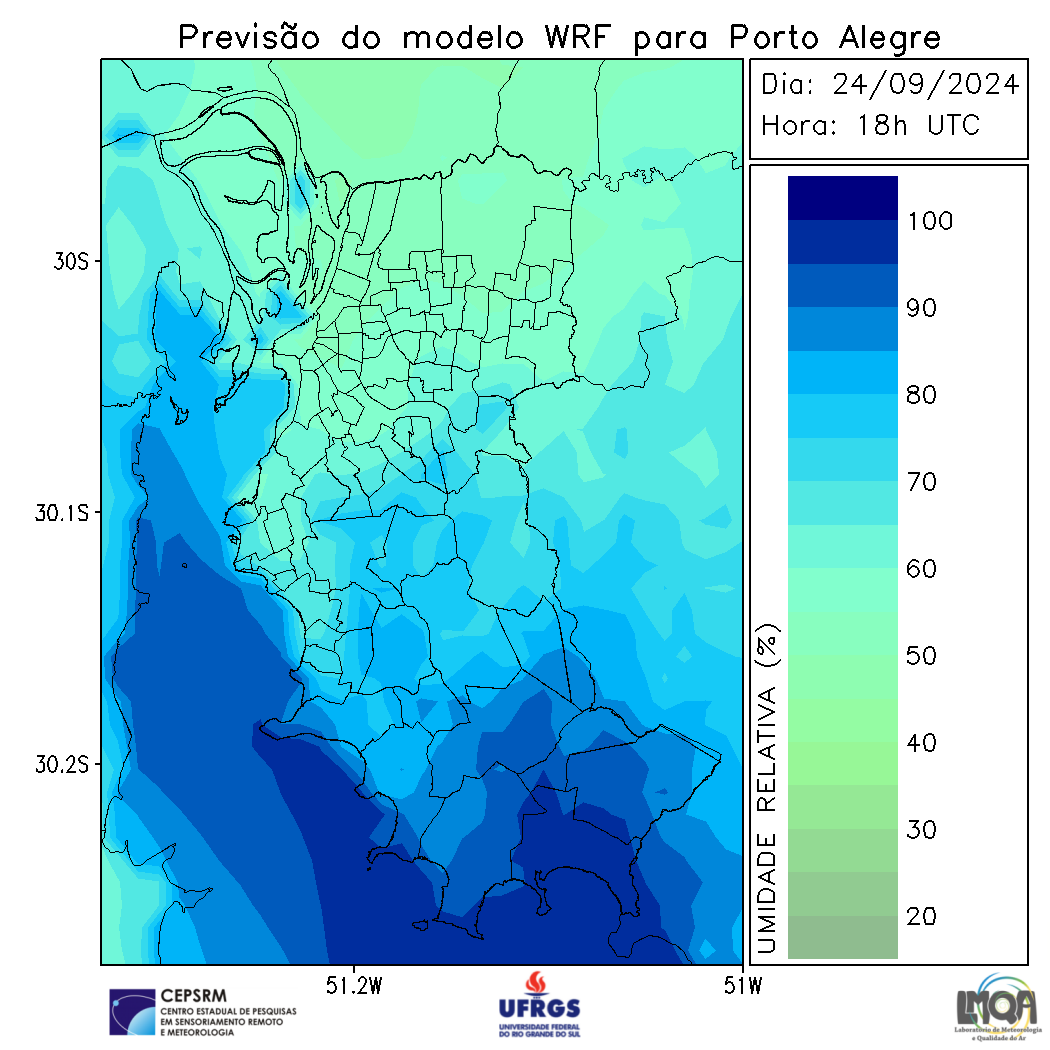 Previsão do modelo WRF para Porto Alegre
Dia: 24/09/2024
Hora: 18h UTC
100
90
80
70
60
50
40
30
20
UMIDADE RELATIVA (%)
30S
30.1S
30.2S
51.2W
51W
CEPSRM
CENTRO ESTADUAL DE PESQUISAS
EM SENSORIAMENTO REMOTO
E METEOROLOGIA
UFRGS
UNIVERSIDADE FEDERAL
DO RIO GRANDE DO SUL
LMQA
Laboratório de Meteorologia
e Qualidade do Ar